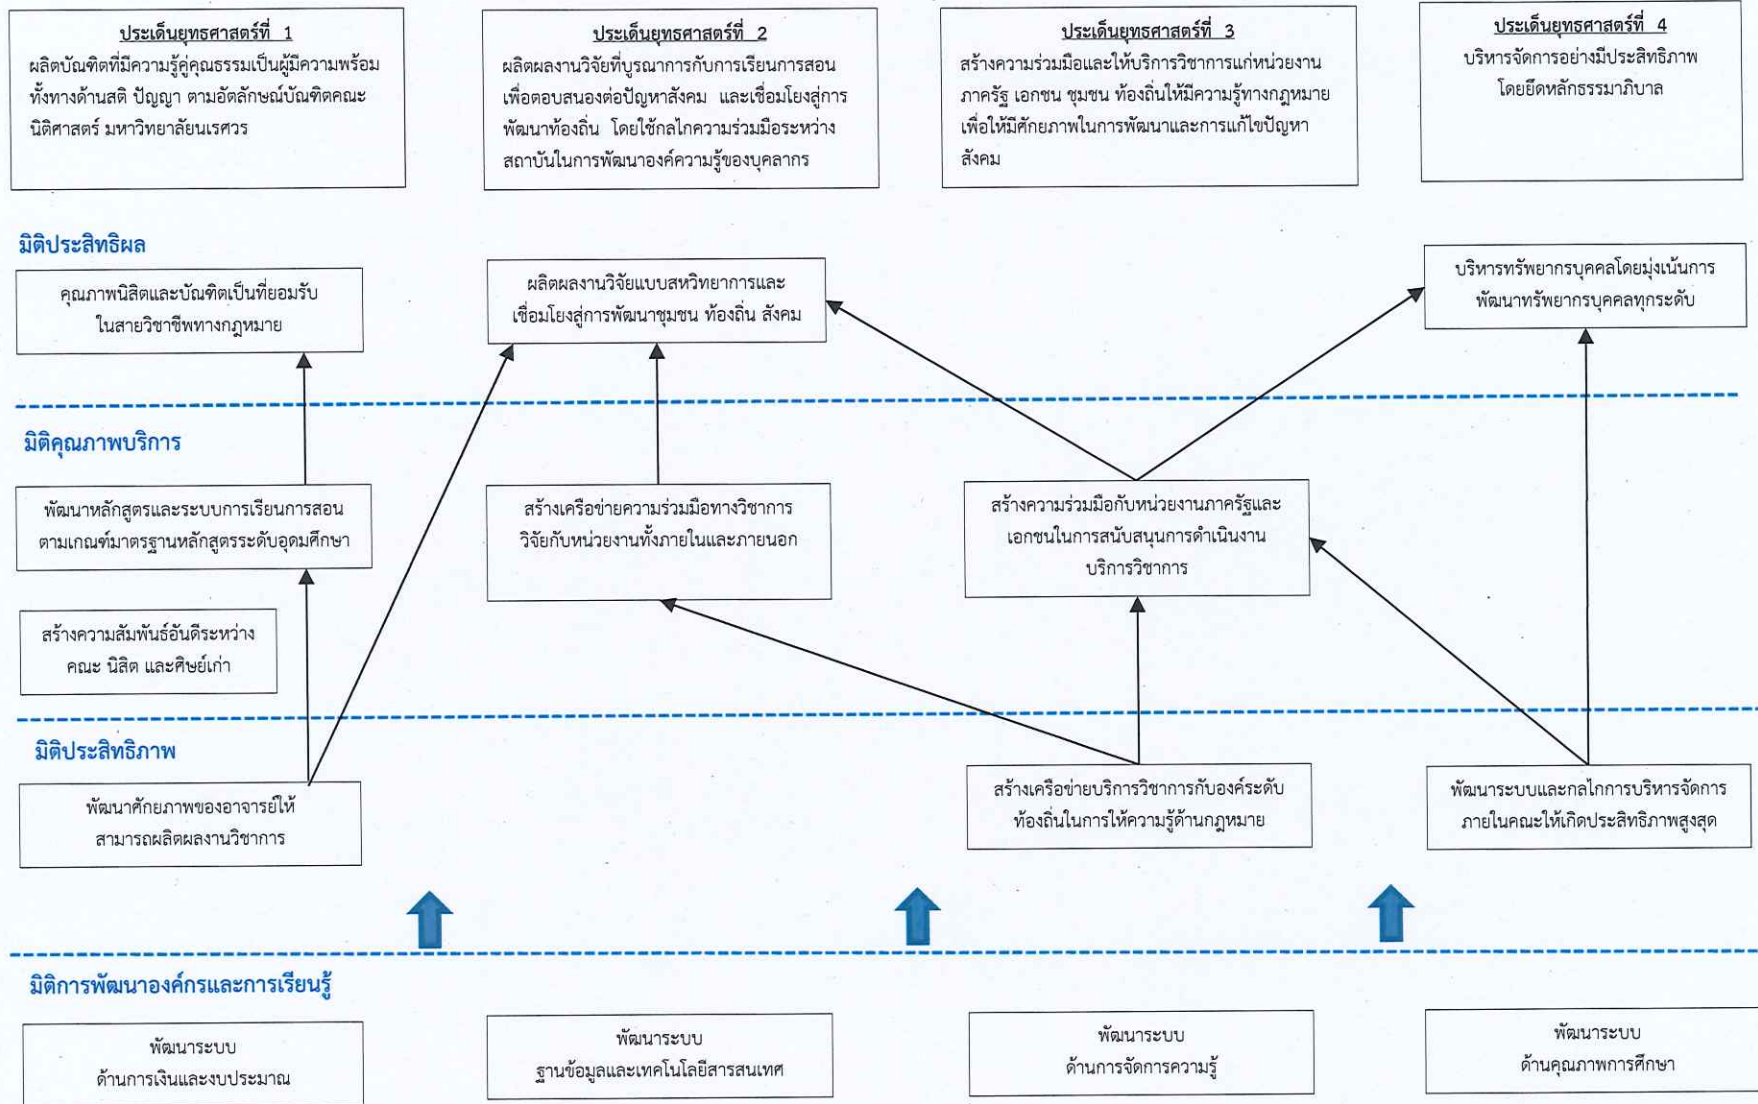 ประเด็นยุทธศาสตร์ที่ 1
ผลิตบัณฑิตที่มีความรู้คู่คุณธรรมเป็นผู้มีความพร้อม
ทั้งทางด้านสติ ปัญญา ตามอัตลักษณ์บัณฑิตคณะ
นิติศาสตร์ มหาวิทยาลัยนเรศวร
ประเด็นยุทธศาสตร์ที่ 2
ผลิตผลงานวิจัยที่บูรณาการกับการเรียนการสอน
เพื่อตอบสนองต่อปัญหาสังคม และเชื่อมโยงสู่การ
พัฒนาท้องถิ่น โดยใช้กลไกความร่วมมือระหว่าง
สถาบันในการพัฒนาองค์ความรู้ของบุคลากร
ประเด็นยุทธศาสตร์ที่ 3
สร้างความร่วมมือและให้บริการวิชาการแก่หน่วยงาน
ภาครัฐ เอกชน ชุมชน ท้องถิ่นให้มีความรู้ทางกฎหมาย
เพื่อให้มีศักยภาพในการพัฒนาและการแก้ไขปัญหา
สังคม
ประเด็นยุทธศาสตร์ที่ 4
บริหารจัดการอย่างมีประสิทธิภาพ
โดยยึดหลักธรรมาภิบาล
มิติประสิทธิผล
คุณภาพนิสิตและบัณฑิตเป็นที่ยอมรับ
ในสายวิชาชีพทางกฎหมาย
ผลิตผลงานวิจัยแบบสหวิทยาการและ
เชื่อมโยงสู่การพัฒนาชุมชน ท้องถิ่น สังคม
บริหารทรัพยากรบุคคลโดยมุ่งเน้นการ
พัฒนาทรัพยากรบุคคลทุกระดับ
มิติคุณภาพบริการ
พัฒนาหลักสูตรและระบบการเรียนการสอน
ตามเกณฑ์มาตรฐานหลักสูตรระดับอุดมศึกษา
สร้างเครือข่ายความร่วมมือทางวิชาการ
วิจัยกับหน่วยงานทั้งภายในและภายนอก
สร้างความร่วมมือกับหน่วยงานภาครัฐและ
เอกชนในการสนับสนุนการดำเนินงาน
บริการวิชาการ
สร้างความสัมพันธ์อันดีระหว่าง
คณะ นิสิต และศิษย์เก่า
มิติประสิทธิภาพ
พัฒนาศักยภาพของอาจารย์ให้
สามารถผลิตผลงานวิชาการ
สร้างเครือข่ายบริการวิชาการกับองค์ระดับ
ท้องถิ่นในการให้ความรู้ด้านกฎหมาย
พัฒนาระบบและกลไกการบริหารจัดการ
ภายในคณะให้เกิดประสิทธิภาพสูงสุด
มิติการพัฒนาองค์กรและการเรียนรู้
พัฒนาระบบ
ด้านการเงินและงบประมาณ
พัฒนาระบบ
ฐานข้อมูลและเทคโนโลยีสารสนเทศ
พัฒนาระบบ
ด้านการจัดการความรู้
พัฒนาระบบ
ด้านคุณภาพการศึกษา